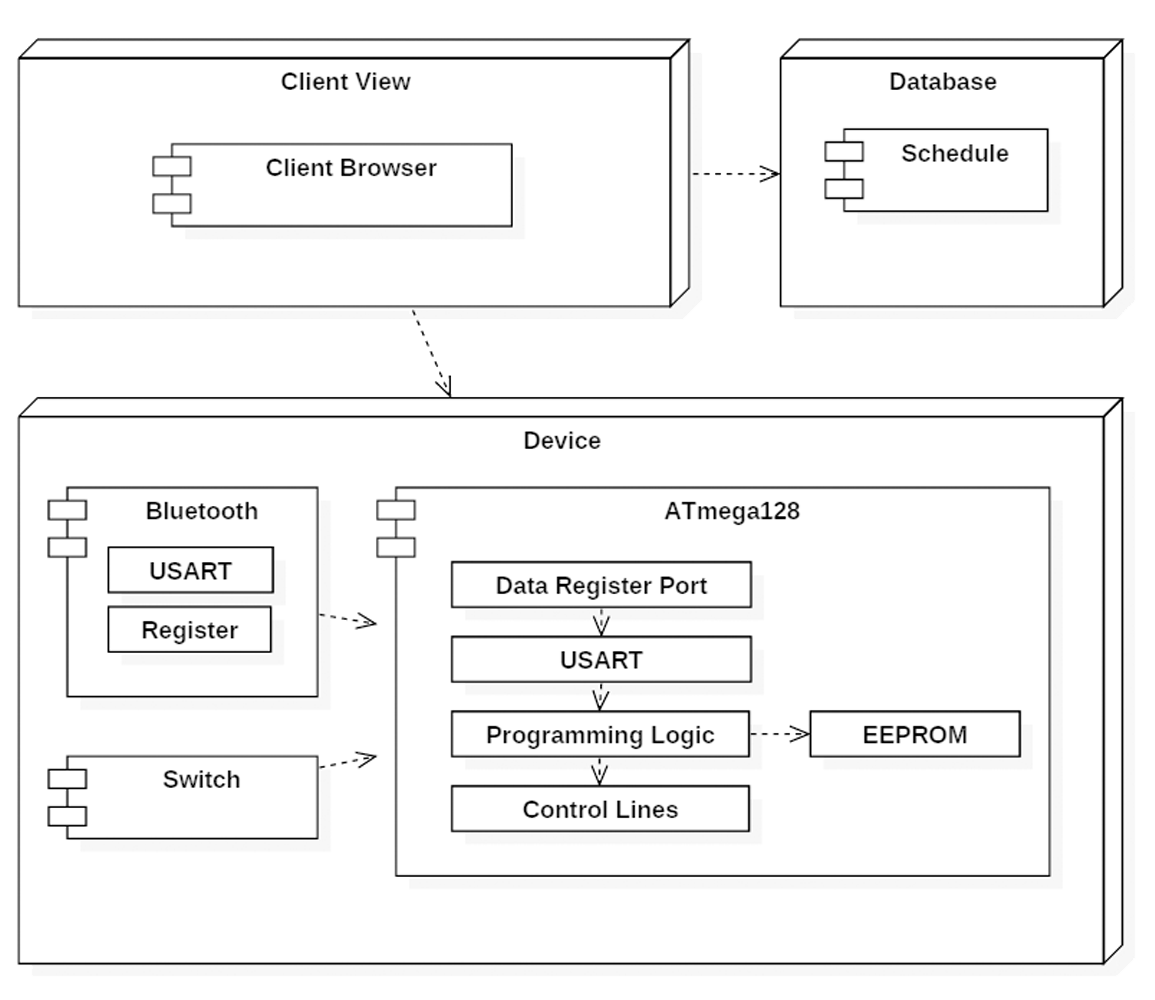 Client View
Client Browser
Database
Schedule
Device
Bluetooth
USART
Register
Switch
ATmega128
Data Register Port
USART
Programming Logic
EEPROM
Control Lines